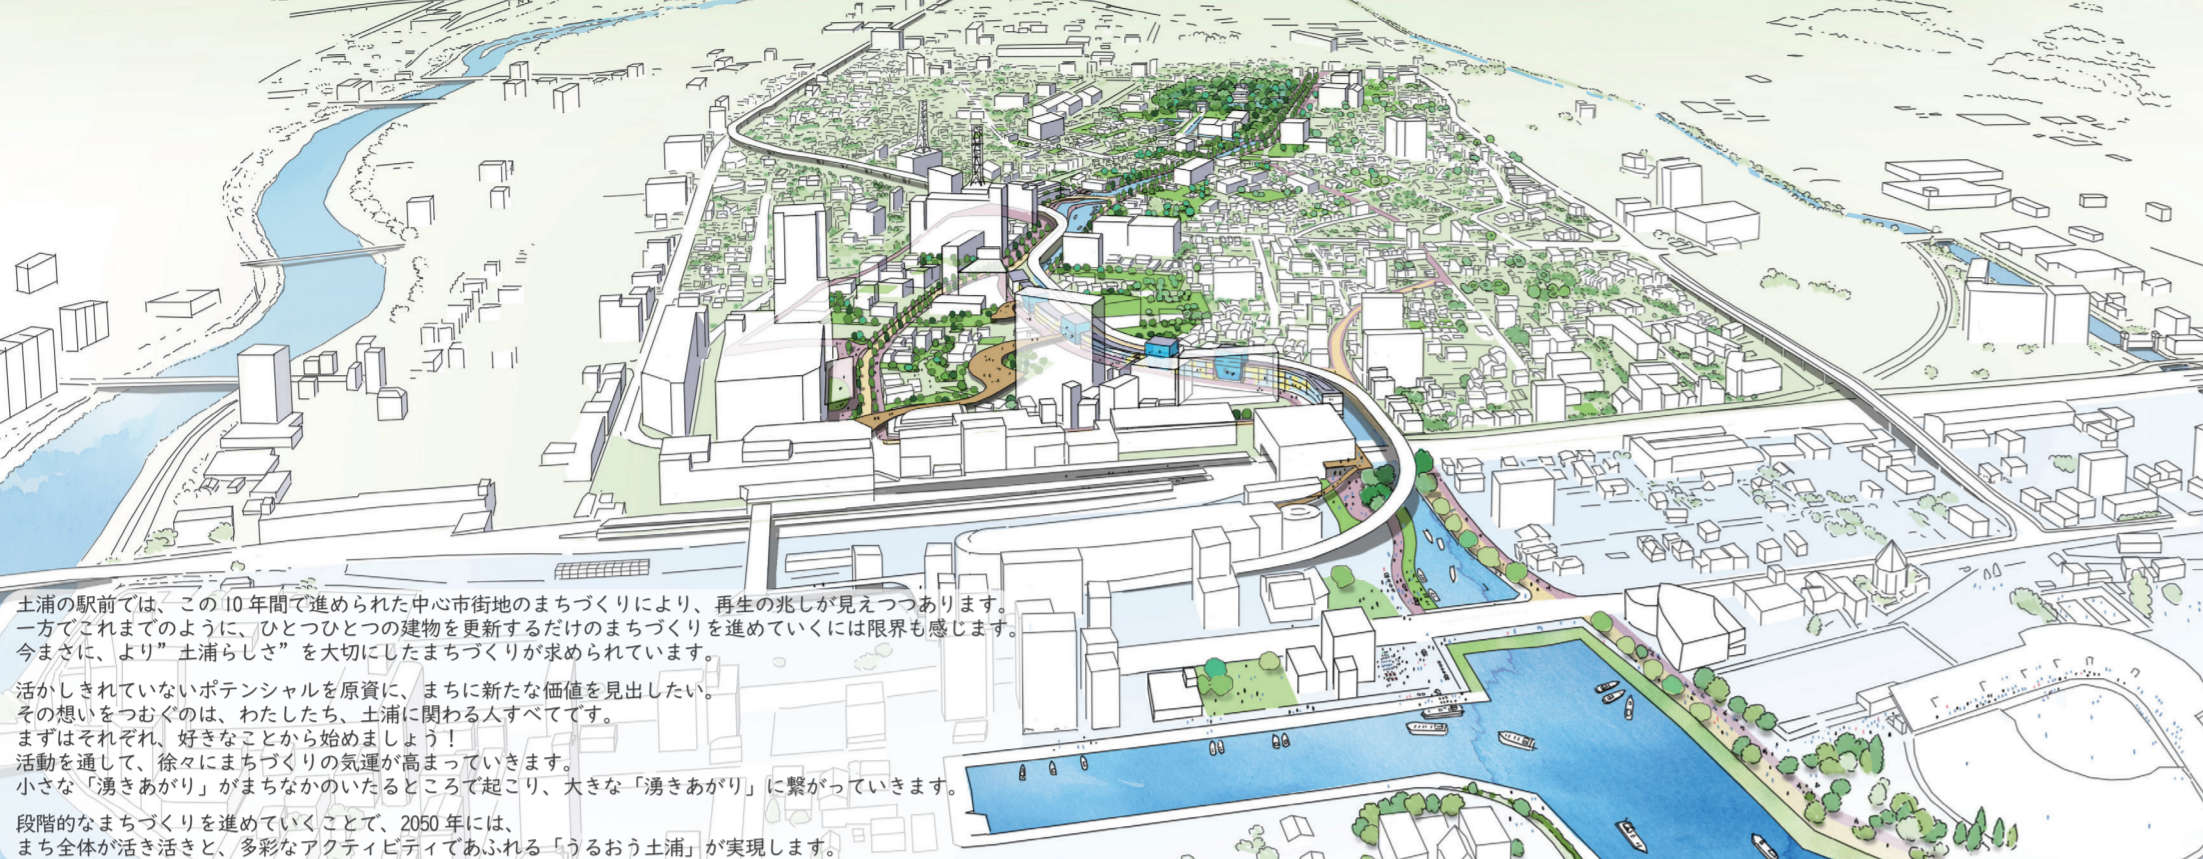 土浦の駅前では、この10年間で進められた中心市街地のまちづくりにより、再生の兆しが見えつつあります。
一方でこれまでのように、ひとつひとつの建物を更新するだけのまちづくりを進めていくには限界も感じます。
今まさに、より”土浦らしさ”を大切にしたまちづくりが求められています。
活かしきれていないポテンシャルを原資に、まちに新たな価値を見出したい。
その想いをつむぐのは、わたしたち、土浦に関わる人すべてです。
まずはそれぞれ、好きなことから始めましょう！
活動を通して、徐々にまちづくりの気運が高まっていきます。
小さな「湧きあがり」がまちなかのいたるところで起こり、大きな「湧きあがり」に繋がっていきます。
段階的なまちづくりを進めていくことで、2050年には、
まち全体が活き活きと、多彩なアクティビティであふれる「うるおう土浦」が実現します。